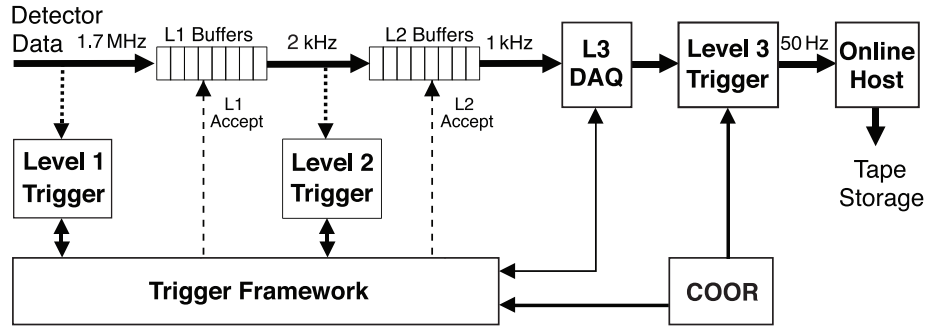 Detector
Data
1.7 MHz
L1 Buffers
2 kHz
L2 Buffers
1 kHz
L3
DAQ
Level 3
Trigger
50 Hz
Online
Host
L1
Accept
L2
Accept
Level 1
Trigger
Level 2
Trigger
Tape
Storage
Trigger Framework
COOR